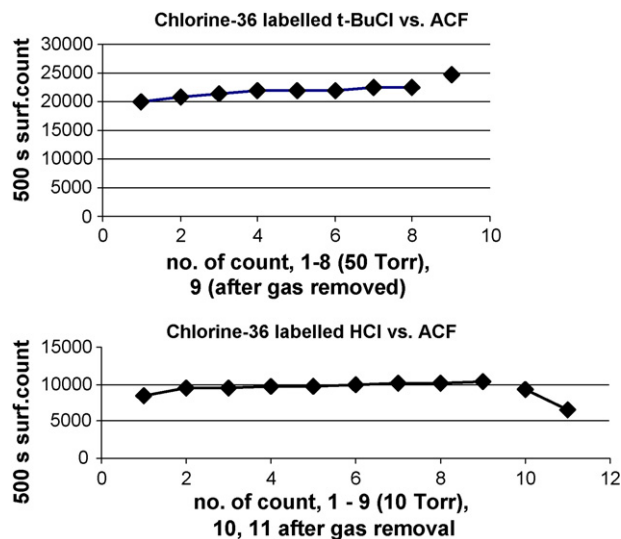 Chlorine-36 labelled t-BuCl vs. ACF
500 s surf.count
30000
25000
20000
15000
10000
5000
0
0 2 4 6 8 10
no. of count, 1-8 (50 Torr),
9 (after gas removed)
Chlorine-36 labelled HCl vs. ACF
500 s surf.count
15000
10000
5000
0
0 2 4 6 8 10 12
no. of count, 1 - 9 (10 Torr),
10, 11 after gas removal